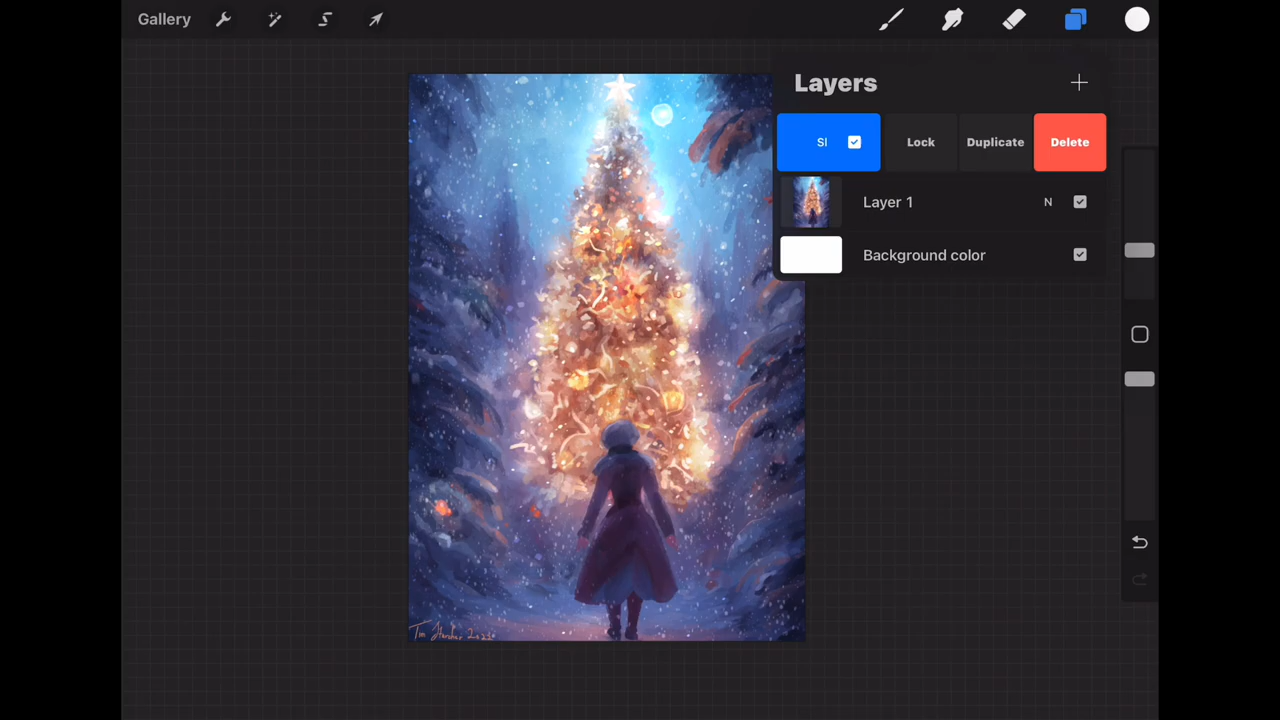 Gallery
Layers
Sl Lock Duplicate Delete
Layer 1 N
Background color